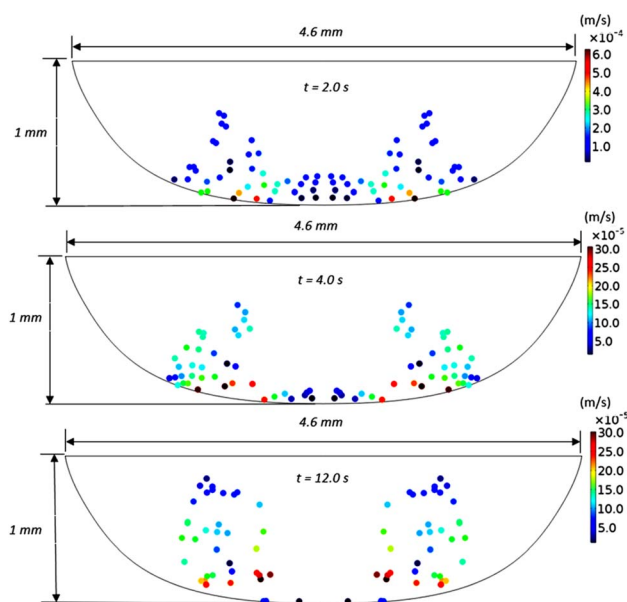 4.6 mm
(m/s)
×10⁻⁴
6.0
5.0
4.0
3.0
2.0
1.0
t = 2.0 s
1 mm
4.6 mm
(m/s)
×10⁻⁵
30.0
25.0
20.0
15.0
10.0
5.0
t = 4.0 s
1 mm
4.6 mm
(m/s)
×10⁻⁵
30.0
25.0
20.0
15.0
10.0
5.0
t = 12.0 s
1 mm